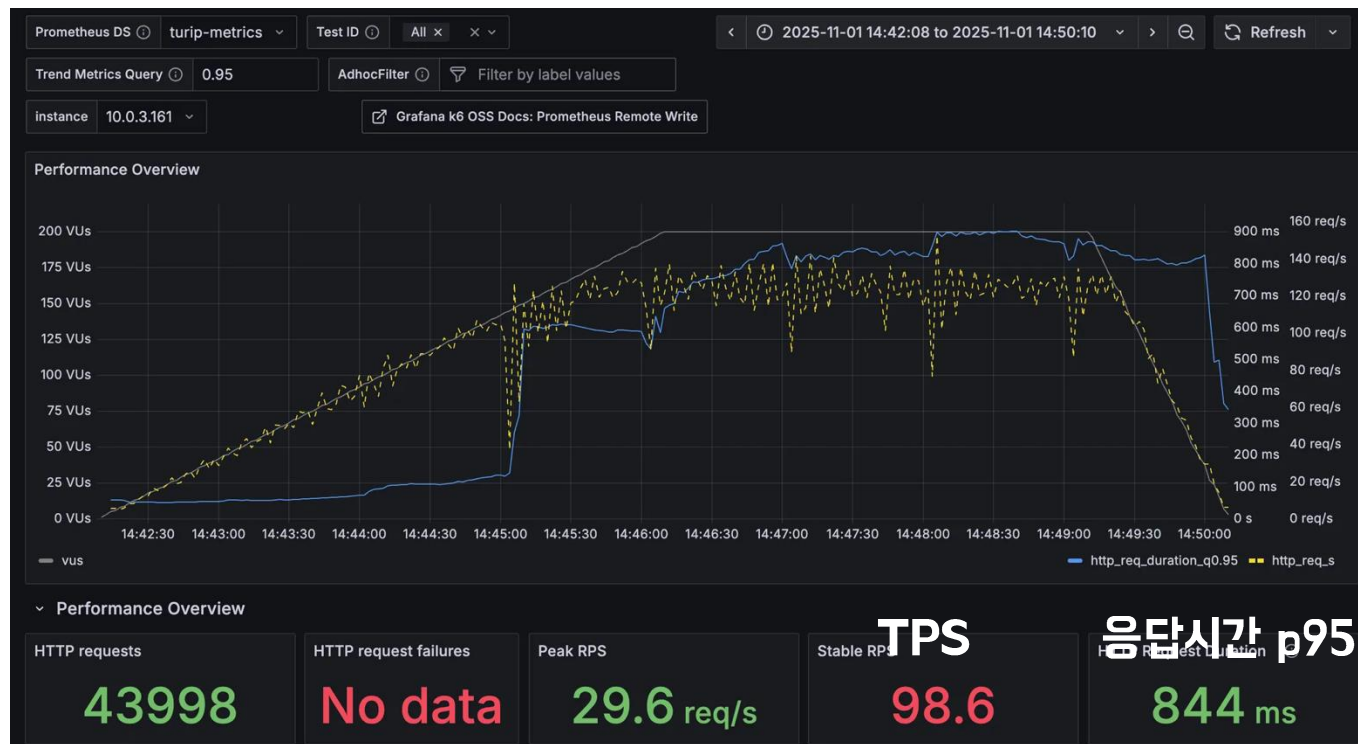 Prometheus DS turip-metrics Test ID All 2025-11-01 14:42:08 to 2025-11-01 14:50:10 Refresh
Trend Metrics Query 0.95 AdhocFilter Filter by label values
instance 10.0.3.161 Grafana k6 OSS Docs: Prometheus Remote Write
Performance Overview
200 VUs
175 VUs
150 VUs
125 VUs
100 VUs
75 VUs
50 VUs
25 VUs
0 VUs
900 ms
800 ms
700 ms
600 ms
500 ms
400 ms
300 ms
200 ms
100 ms
0 s
160 req/s
140 req/s
120 req/s
100 req/s
80 req/s
60 req/s
40 req/s
20 req/s
0 req/s
14:42:30 14:43:00 14:43:30 14:44:00 14:44:30 14:45:00 14:45:30 14:46:00 14:46:30 14:47:00 14:47:30 14:48:00 14:48:30 14:49:00 14:49:30 14:50:00
vus http_req_duration_q0.95 http_req_s
Performance Overview
TPS 응답시간 p95
HTTP requests HTTP request failures Peak RPS Stable RPS HTTP Request Duration
43998 No data 29.6 req/s 98.6 844 ms